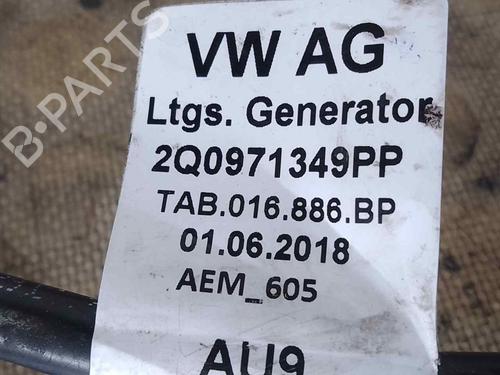 VW AG
Ltgs. Generator
2Q0971349PP
TAB.016.886.BP
01.06.2018
AEM_605
AU9
B-PARTS